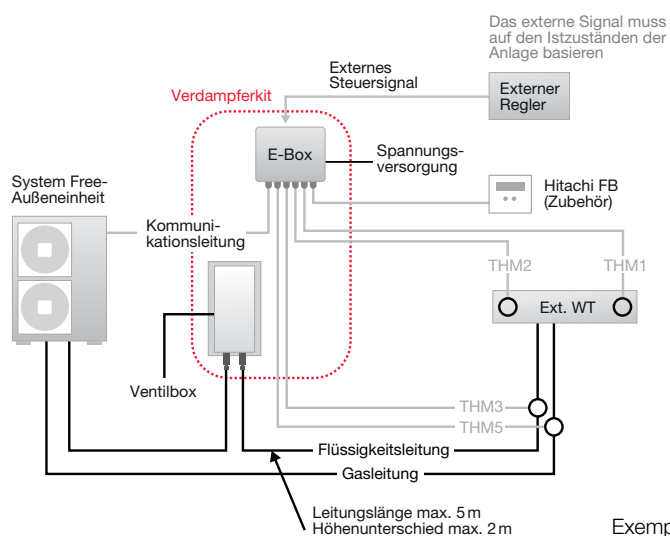 Das externe Signal muss
auf den Istzuständen der
Anlage basieren
Externes
Steuersignal
Externer
Regler
Verdampferkit
E-Box
Spannungs-
versorgung
System Free-
Außeneinheit
Hitachi FB
(Zubehör)
Kommuni-
kationsleitung
THM2
THM1
Ext. WT
Ventilbox
THM3
THM5
Flüssigkeitsleitung
Gasleitung
Leitungslänge max. 5 m
Höhenunterschied max. 2 m
Exemp